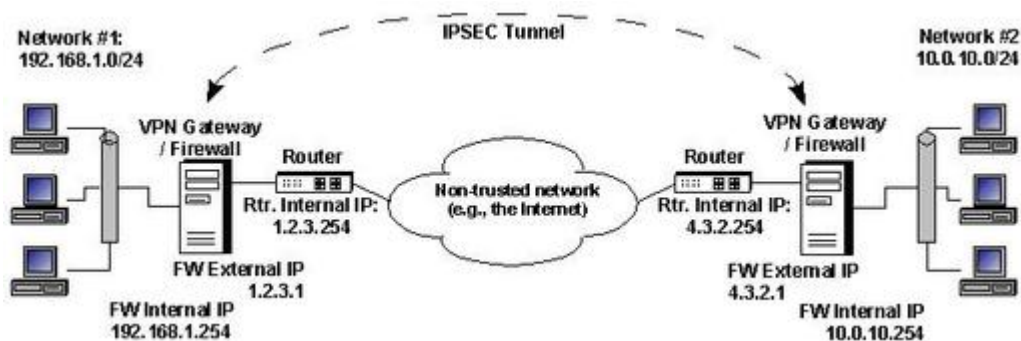 IPSEC Tunnel
Network #1:
192.168.1.0/24
Network #2
10.0.10.0/24
VPN Gateway
/ Firewall
Router
Rtr. Internal IP:
1.2.3.254
FW External IP
1.2.3.1
FW Internal IP
192.168.1.254
Non-trusted network
(e.g., the Internet)
Router
Rtr. Internal IP:
4.3.2.254
VPN Gateway
/ Firewall
FW External IP
4.3.2.1
FW Internal IP
10.0.10.254